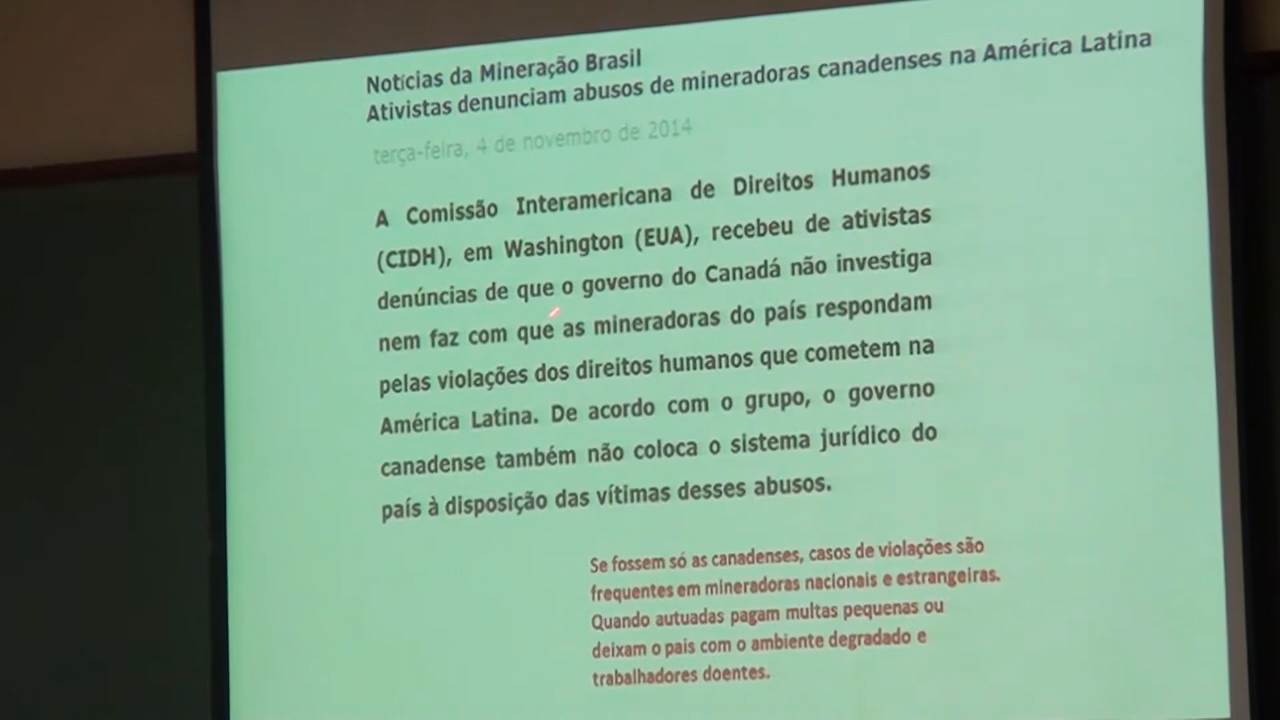 Notícias da Mineração Brasil
Ativistas denunciam abusos de mineradoras canadenses na América Latina
terça-feira, 4 de novembro de 2014
A Comissão Interamericana de Direitos Humanos
(CIDH), em Washington (EUA), recebeu de ativistas
denúncias de que o governo do Canadá não investiga
nem faz com que as mineradoras do país respondam
pelas violações dos direitos humanos que cometem na
América Latina. De acordo com o grupo, o governo
canadense também não coloca o sistema jurídico do
país à disposição das vítimas desses abusos.
Se fossem só as canadenses, casos de violações são
frequentes em mineradoras nacionais e estrangeiras.
Quando autuadas pagam multas pequenas ou
deixam o pais com o ambiente degradado e
trabalhadores doentes.